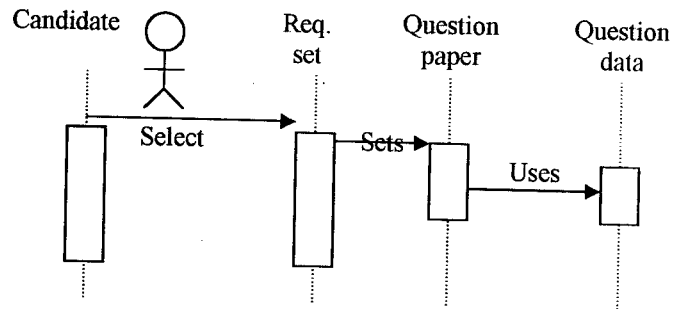 Candidate
Req.
set
Question
paper
Question
data
Select
Sets
Uses